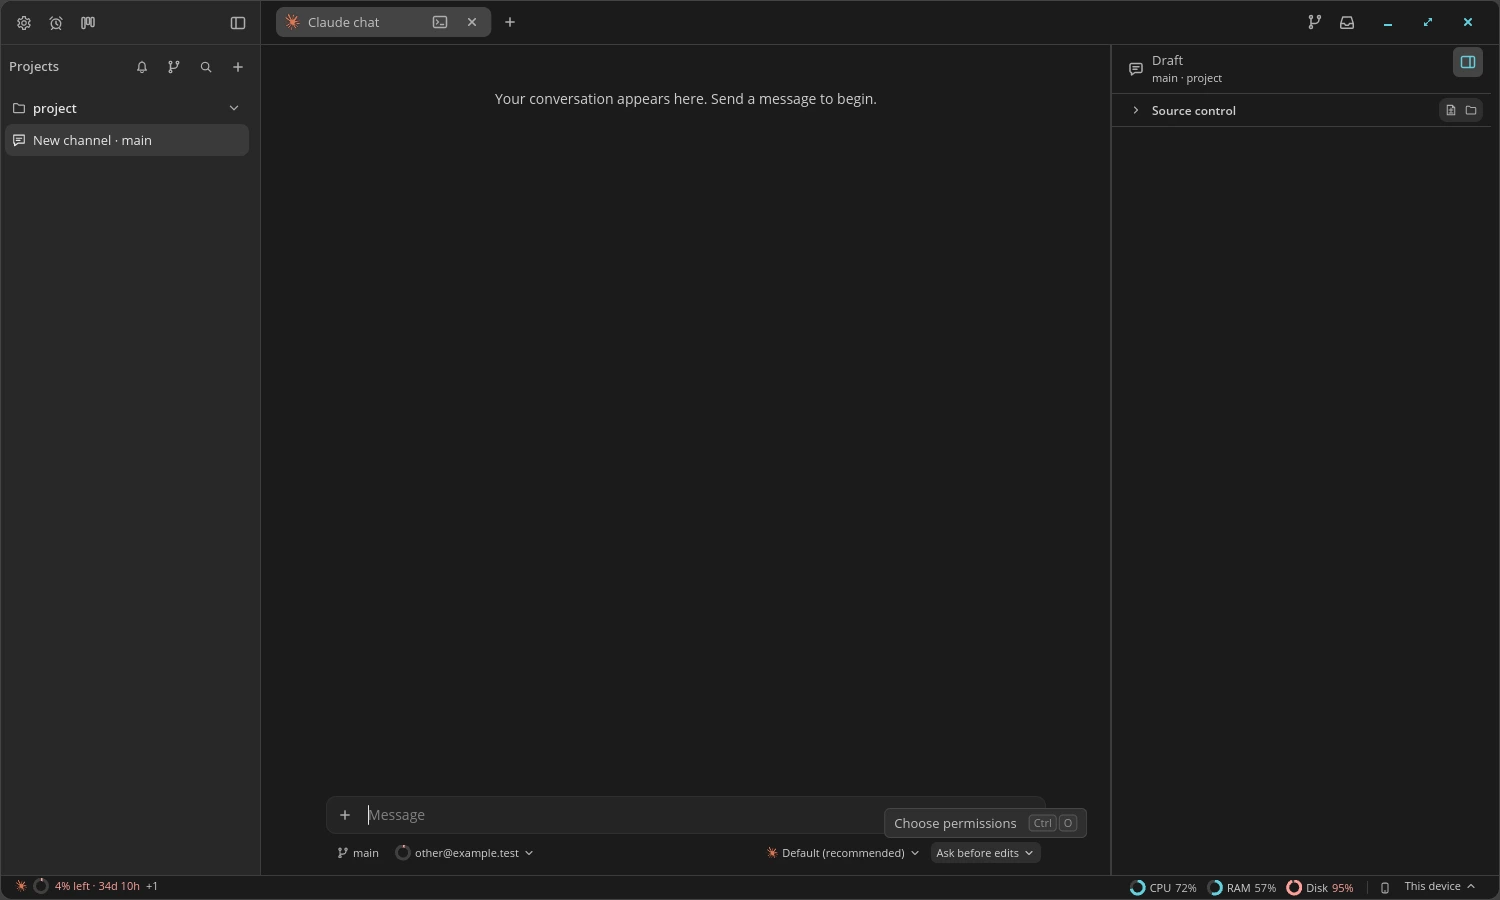 Claude chat
Projects
project
New channel · main
Your conversation appears here. Send a message to begin.
Draft
main · project
Source control
Message
Choose permissions Ctrl O
main other@example.test Default (recommended) Ask before edits
4% left · 34d 10h +1 CPU 72% RAM 57% Disk 95% This device